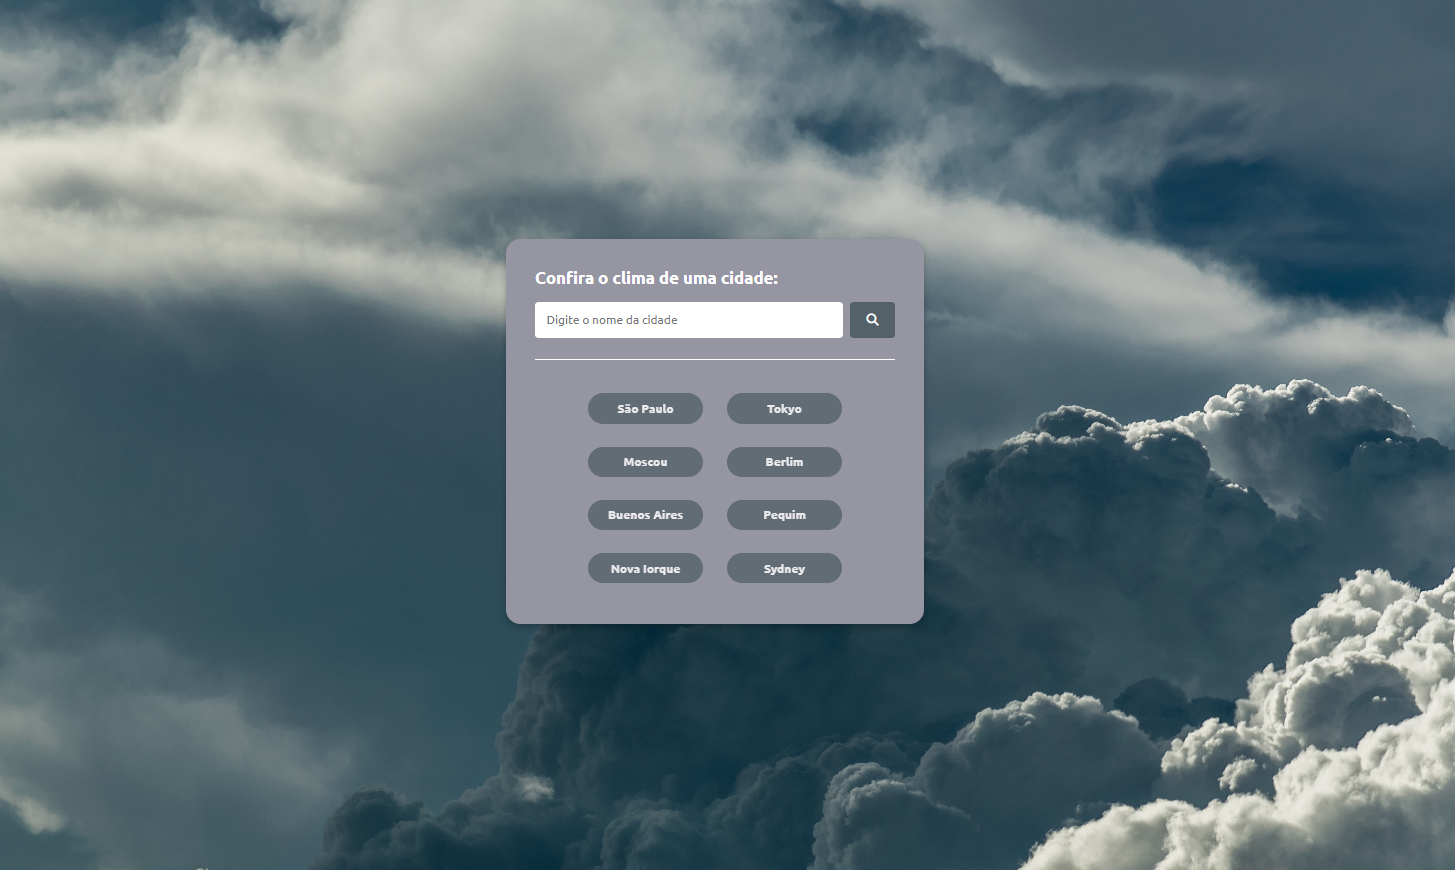 Confira o clima de uma cidade:
Digite o nome da cidade
São Paulo
Tokyo
Moscou
Berlim
Buenos Aires
Pequim
Nova Iorque
Sydney